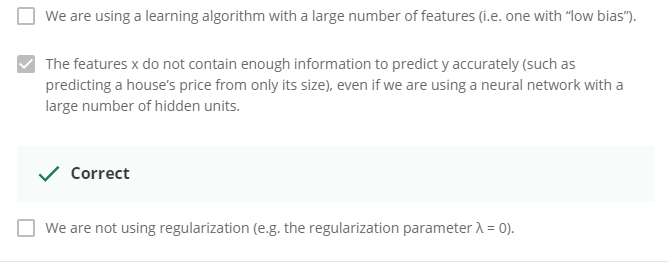 We are using a learning algorithm with a large number of features (i.e. one with “low bias”).
The features x do not contain enough information to predict y accurately (such as
predicting a house’s price from only its size), even if we are using a neural network with a
large number of hidden units.
Correct
We are not using regularization (e.g. the regularization parameter λ = 0).